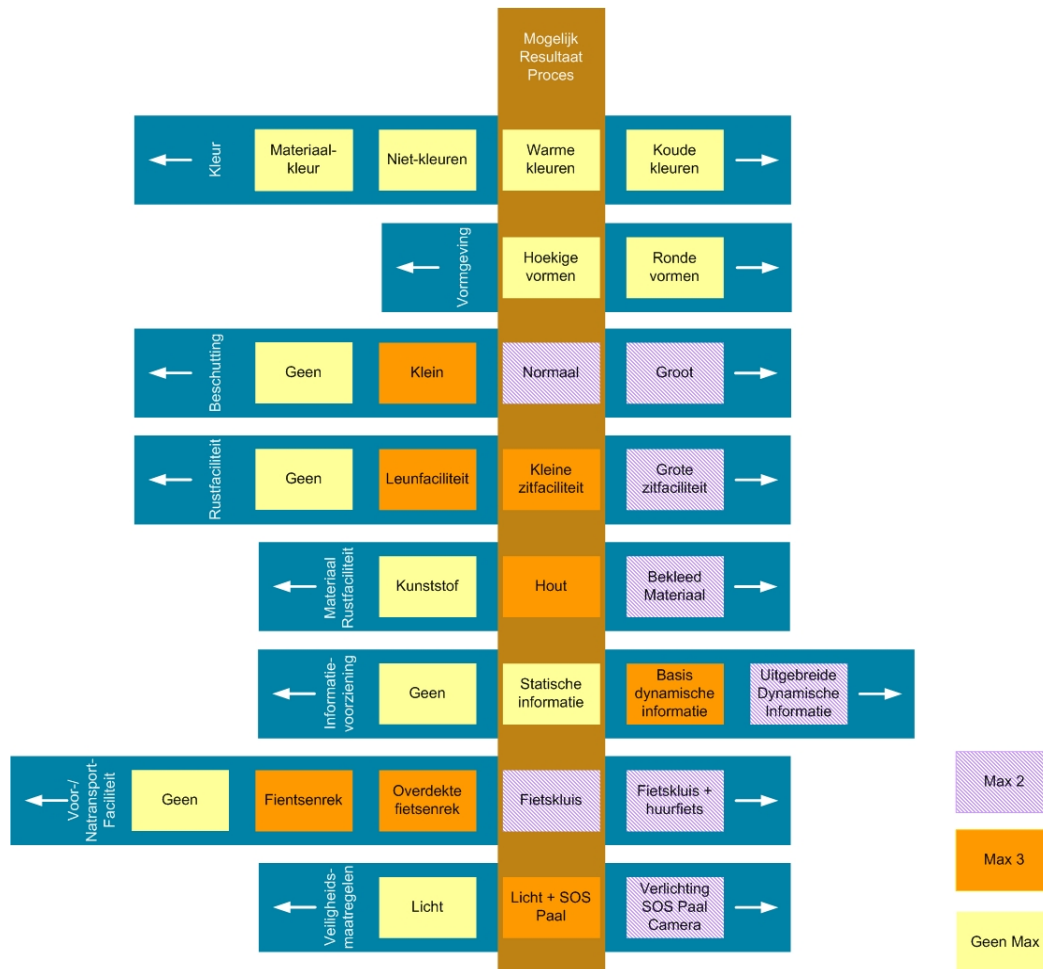 Mogelijk
Resultaat
Proces
Kleur
Materiaal-
kleur
Niet-kleuren
Warme
kleuren
Koude
kleuren
Vormgeving
Hoekige
vormen
Ronde
vormen
Beschutting
Geen
Klein
Normaal
Groot
Rustfaciliteit
Geen
Leunfaciliteit
Kleine
zitfaciliteit
Grote
zitfaciliteit
Materiaal
Rustfaciliteit
Kunststof
Hout
Bekleed
Materiaal
Informatie-
voorziening
Geen
Statische
informatie
Basis
dynamische
informatie
Uitgebreide
Dynamische
Informatie
Voor-/
Natransport-
Faciliteit
Geen
Fientsenrek
Overdekte
fietsenrek
Fietskluis
Fietskluis +
huurfiets
Veiligheids-
maatregelen
Licht
Licht + SOS
Paal
Verlichting
SOS Paal
Camera
Max 2
Max 3
Geen Max